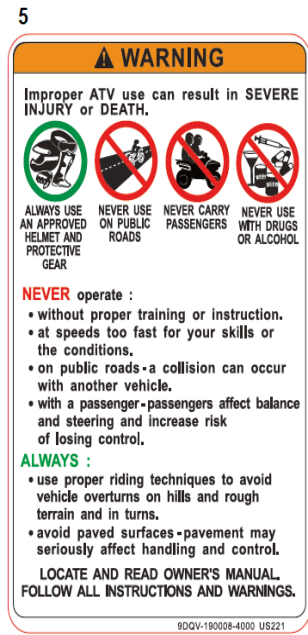 5
WARNING
Improper ATV use can result in SEVERE
INJURY or DEATH.
ALWAYS USE
AN APPROVED
HELMET AND
PROTECTIVE
GEAR
NEVER USE
ON PUBLIC
ROADS
NEVER CARRY
PASSENGERS
NEVER USE
WITH DRUGS
OR ALCOHOL
NEVER operate :
• without proper training or instruction.
• at speeds too fast for your skills or
the conditions.
• on public roads-a collision can occur
with another vehicle.
• with a passenger-passengers affect balance
and steering and increase risk
of losing control.
ALWAYS :
• use proper riding techniques to avoid
vehicle overturns on hills and rough
terrain and in turns.
• avoid paved surfaces-pavement may
seriously affect handling and control.
LOCATE AND READ OWNER'S MANUAL.
FOLLOW ALL INSTRUCTIONS AND WARNINGS.
9DQV-190008-4000 US221